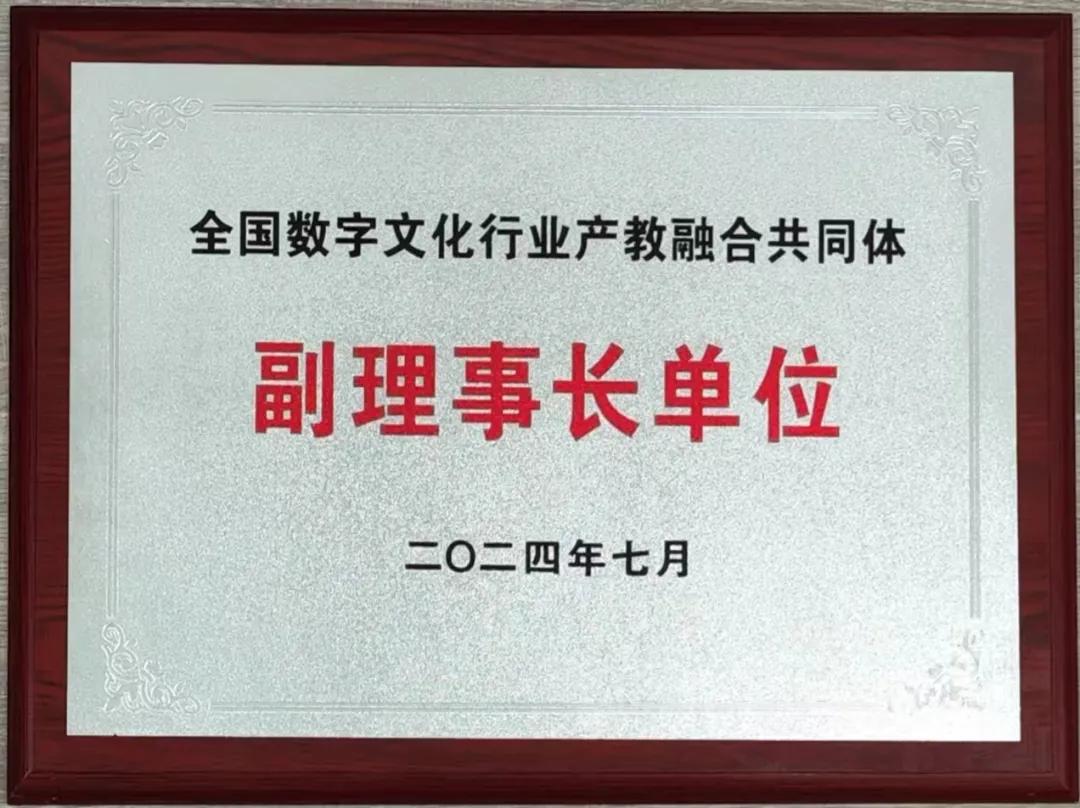 全国数字文化行业产教融合共同体
副理事长单位
二〇二四年七月